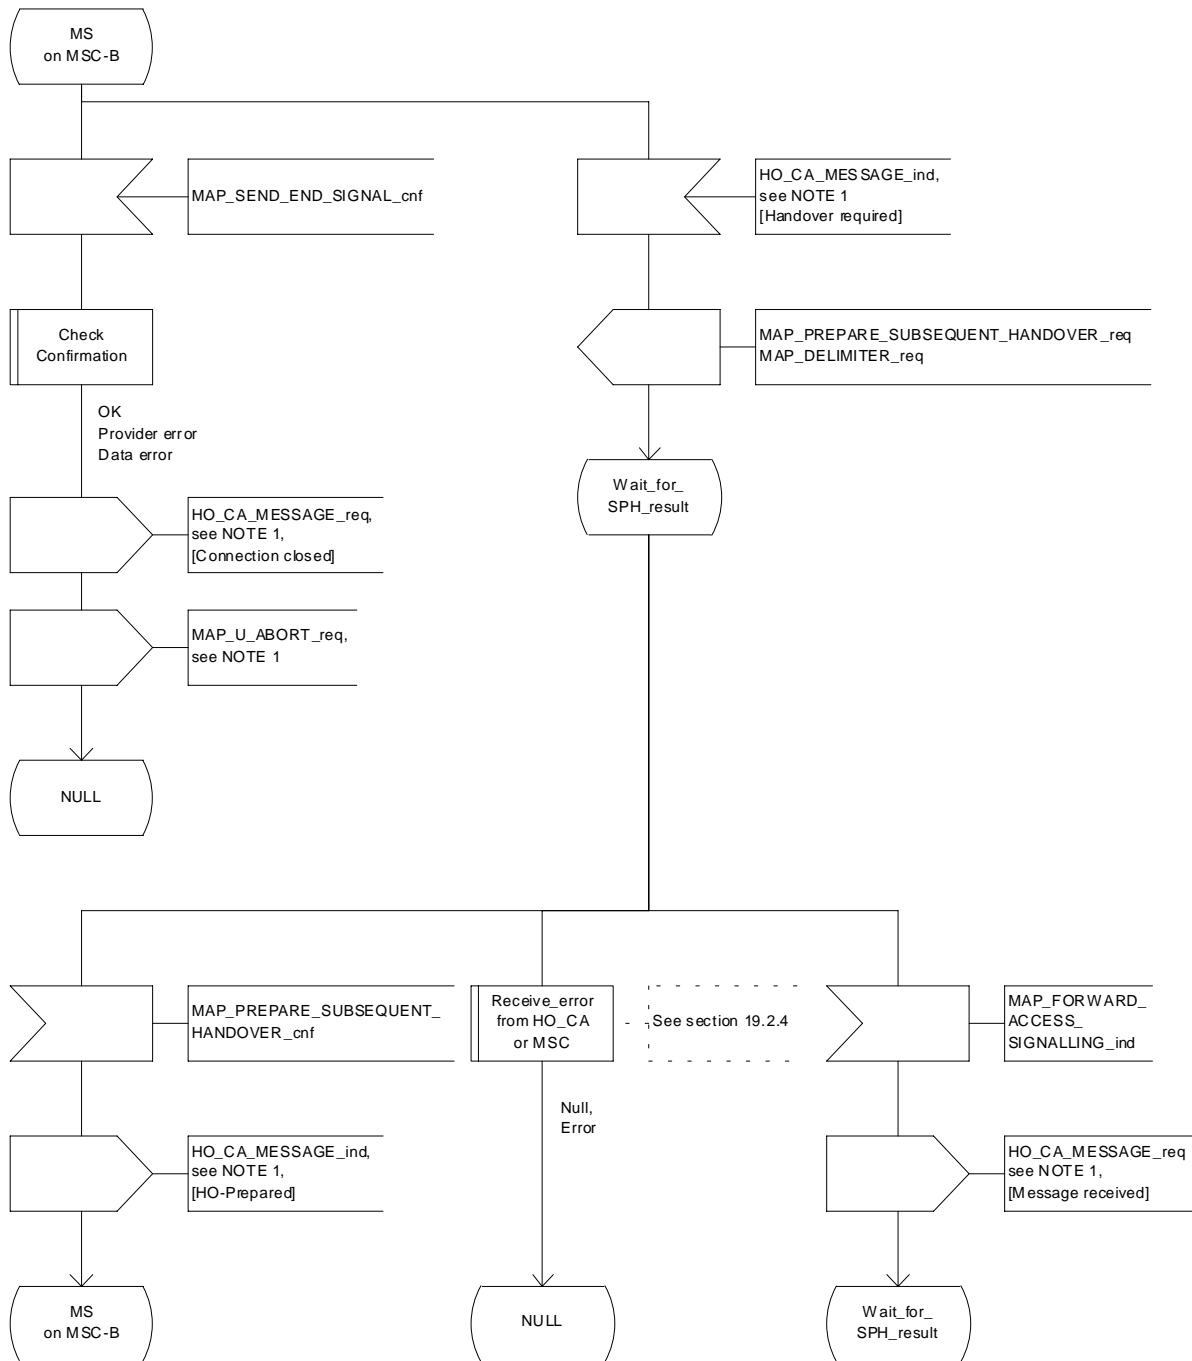 MS
on MSC-B
MAP_SEND_END_SIGNAL_cnf
HO_CA_MESSAGE_ind,
see NOTE 1
[Handover required]
Check
Confirmation
MAP_PREPARE_SUBSEQUENT_HANDOVER_req
MAP_DELIMITER_req
OK
Provider error
Data error
Wait_for_
SPH_result
HO_CA_MESSAGE_req,
see NOTE 1,
[Connection closed]
MAP_U_ABORT_req,
see NOTE 1
NULL
MAP_PREPARE_SUBSEQUENT_
HANDOVER_cnf
Receive_error
from HO_CA
or MSC
See section 19.2.4
MAP_FORWARD_
ACCESS_
SIGNALLING_ind
Null,
Error
HO_CA_MESSAGE_ind,
see NOTE 1,
[HO-Prepared]
HO_CA_MESSAGE_req
see NOTE 1,
[Message received]
MS
on MSC-B
NULL
Wait_for_
SPH_result